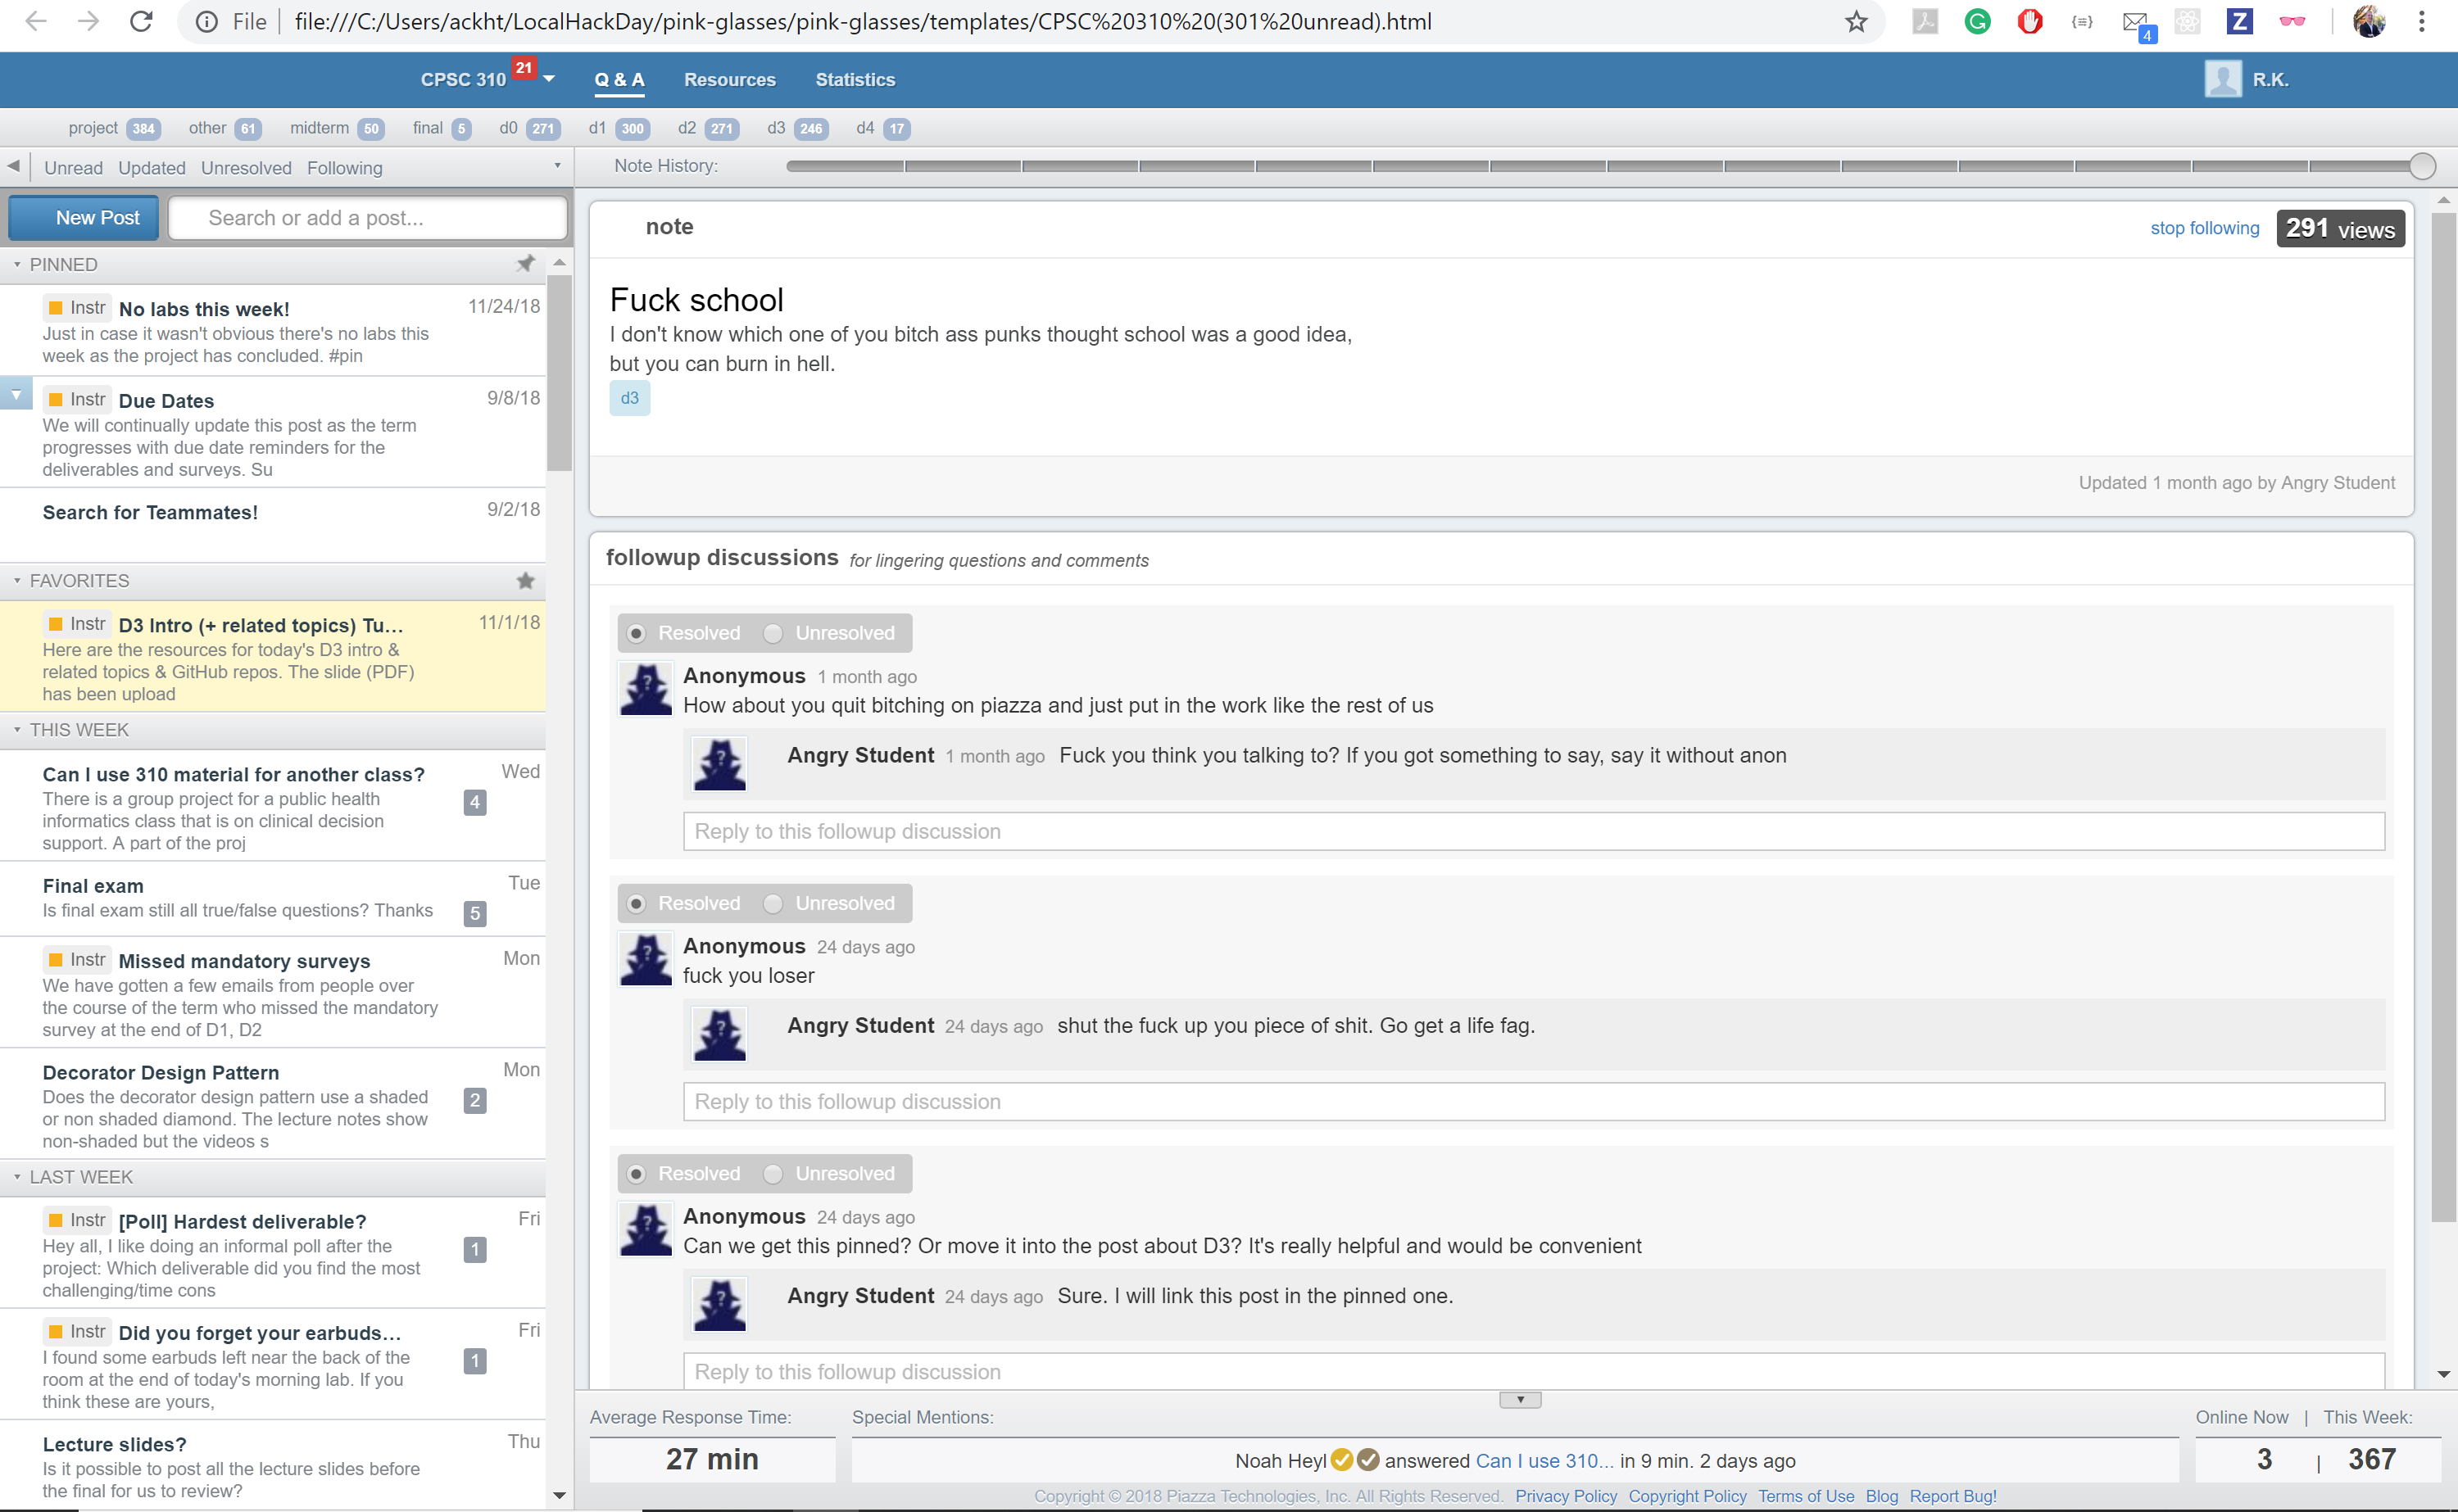 File file:///C:/Users/ackht/LocalHackDay/pink-glasses/pink-glasses/templates/CPSC%20310%20(301%20unread).html
4
CPSC 310 21 Q & A Resources Statistics R.K.
project 384 other 61 midterm 50 final 5 d0 271 d1 300 d2 271 d3 246 d4 17
Unread Updated Unresolved Following
Note History:
New Post Search or add a post...
PINNED
Instr No labs this week! 11/24/18
Just in case it wasn't obvious there's no labs this
week as the project has concluded. #pin
Instr Due Dates 9/8/18
We will continually update this post as the term
progresses with due date reminders for the
deliverables and surveys. Su
Search for Teammates! 9/2/18
FAVORITES
Instr D3 Intro (+ related topics) Tu... 11/1/18
Here are the resources for today's D3 intro &
related topics & GitHub repos. The slide (PDF)
has been upload
THIS WEEK
Can I use 310 material for another class? Wed
There is a group project for a public health
informatics class that is on clinical decision
support. A part of the proj
4
Final exam Tue
Is final exam still all true/false questions? Thanks
5
Instr Missed mandatory surveys Mon
We have gotten a few emails from people over
the course of the term who missed the mandatory
survey at the end of D1, D2
Decorator Design Pattern Mon
Does the decorator design pattern use a shaded
or non shaded diamond. The lecture notes show
non-shaded but the videos s
2
LAST WEEK
Instr [Poll] Hardest deliverable? Fri
Hey all, I like doing an informal poll after the
project: Which deliverable did you find the most
challenging/time cons
1
Instr Did you forget your earbuds... Fri
I found some earbuds left near the back of the
room at the end of today's morning lab. If you
think these are yours,
1
Lecture slides? Thu
Is it possible to post all the lecture slides before
the final for us to review?
note
stop following 291 views
Fuck school
I don't know which one of you bitch ass punks thought school was a good idea,
but you can burn in hell.
d3
Updated 1 month ago by Angry Student
followup discussions for lingering questions and comments
Resolved Unresolved
Anonymous 1 month ago
How about you quit bitching on piazza and just put in the work like the rest of us
Angry Student 1 month ago Fuck you think you talking to? If you got something to say, say it without anon
Reply to this followup discussion
Resolved Unresolved
Anonymous 24 days ago
fuck you loser
Angry Student 24 days ago shut the fuck up you piece of shit. Go get a life fag.
Reply to this followup discussion
Resolved Unresolved
Anonymous 24 days ago
Can we get this pinned? Or move it into the post about D3? It's really helpful and would be convenient
Angry Student 24 days ago Sure. I will link this post in the pinned one.
Reply to this followup discussion
Average Response Time: Special Mentions: Online Now | This Week:
27 min Noah Heyl answered Can I use 310... in 9 min. 2 days ago 3 | 367
Copyright © 2018 Piazza Technologies, Inc. All Rights Reserved. Privacy Policy Copyright Policy Terms of Use Blog Report Bug!